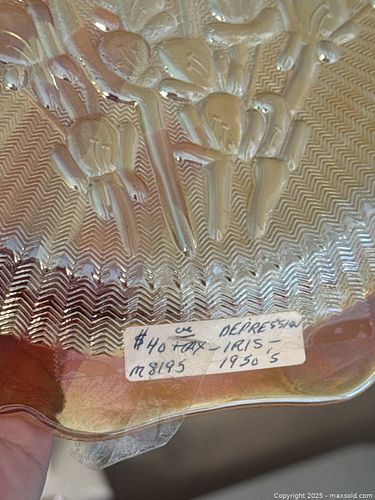 $40 ea +TAX - DEPRESSION
- IRIS -
M8195 1950's
Copyright © 2025 - maxsold.com